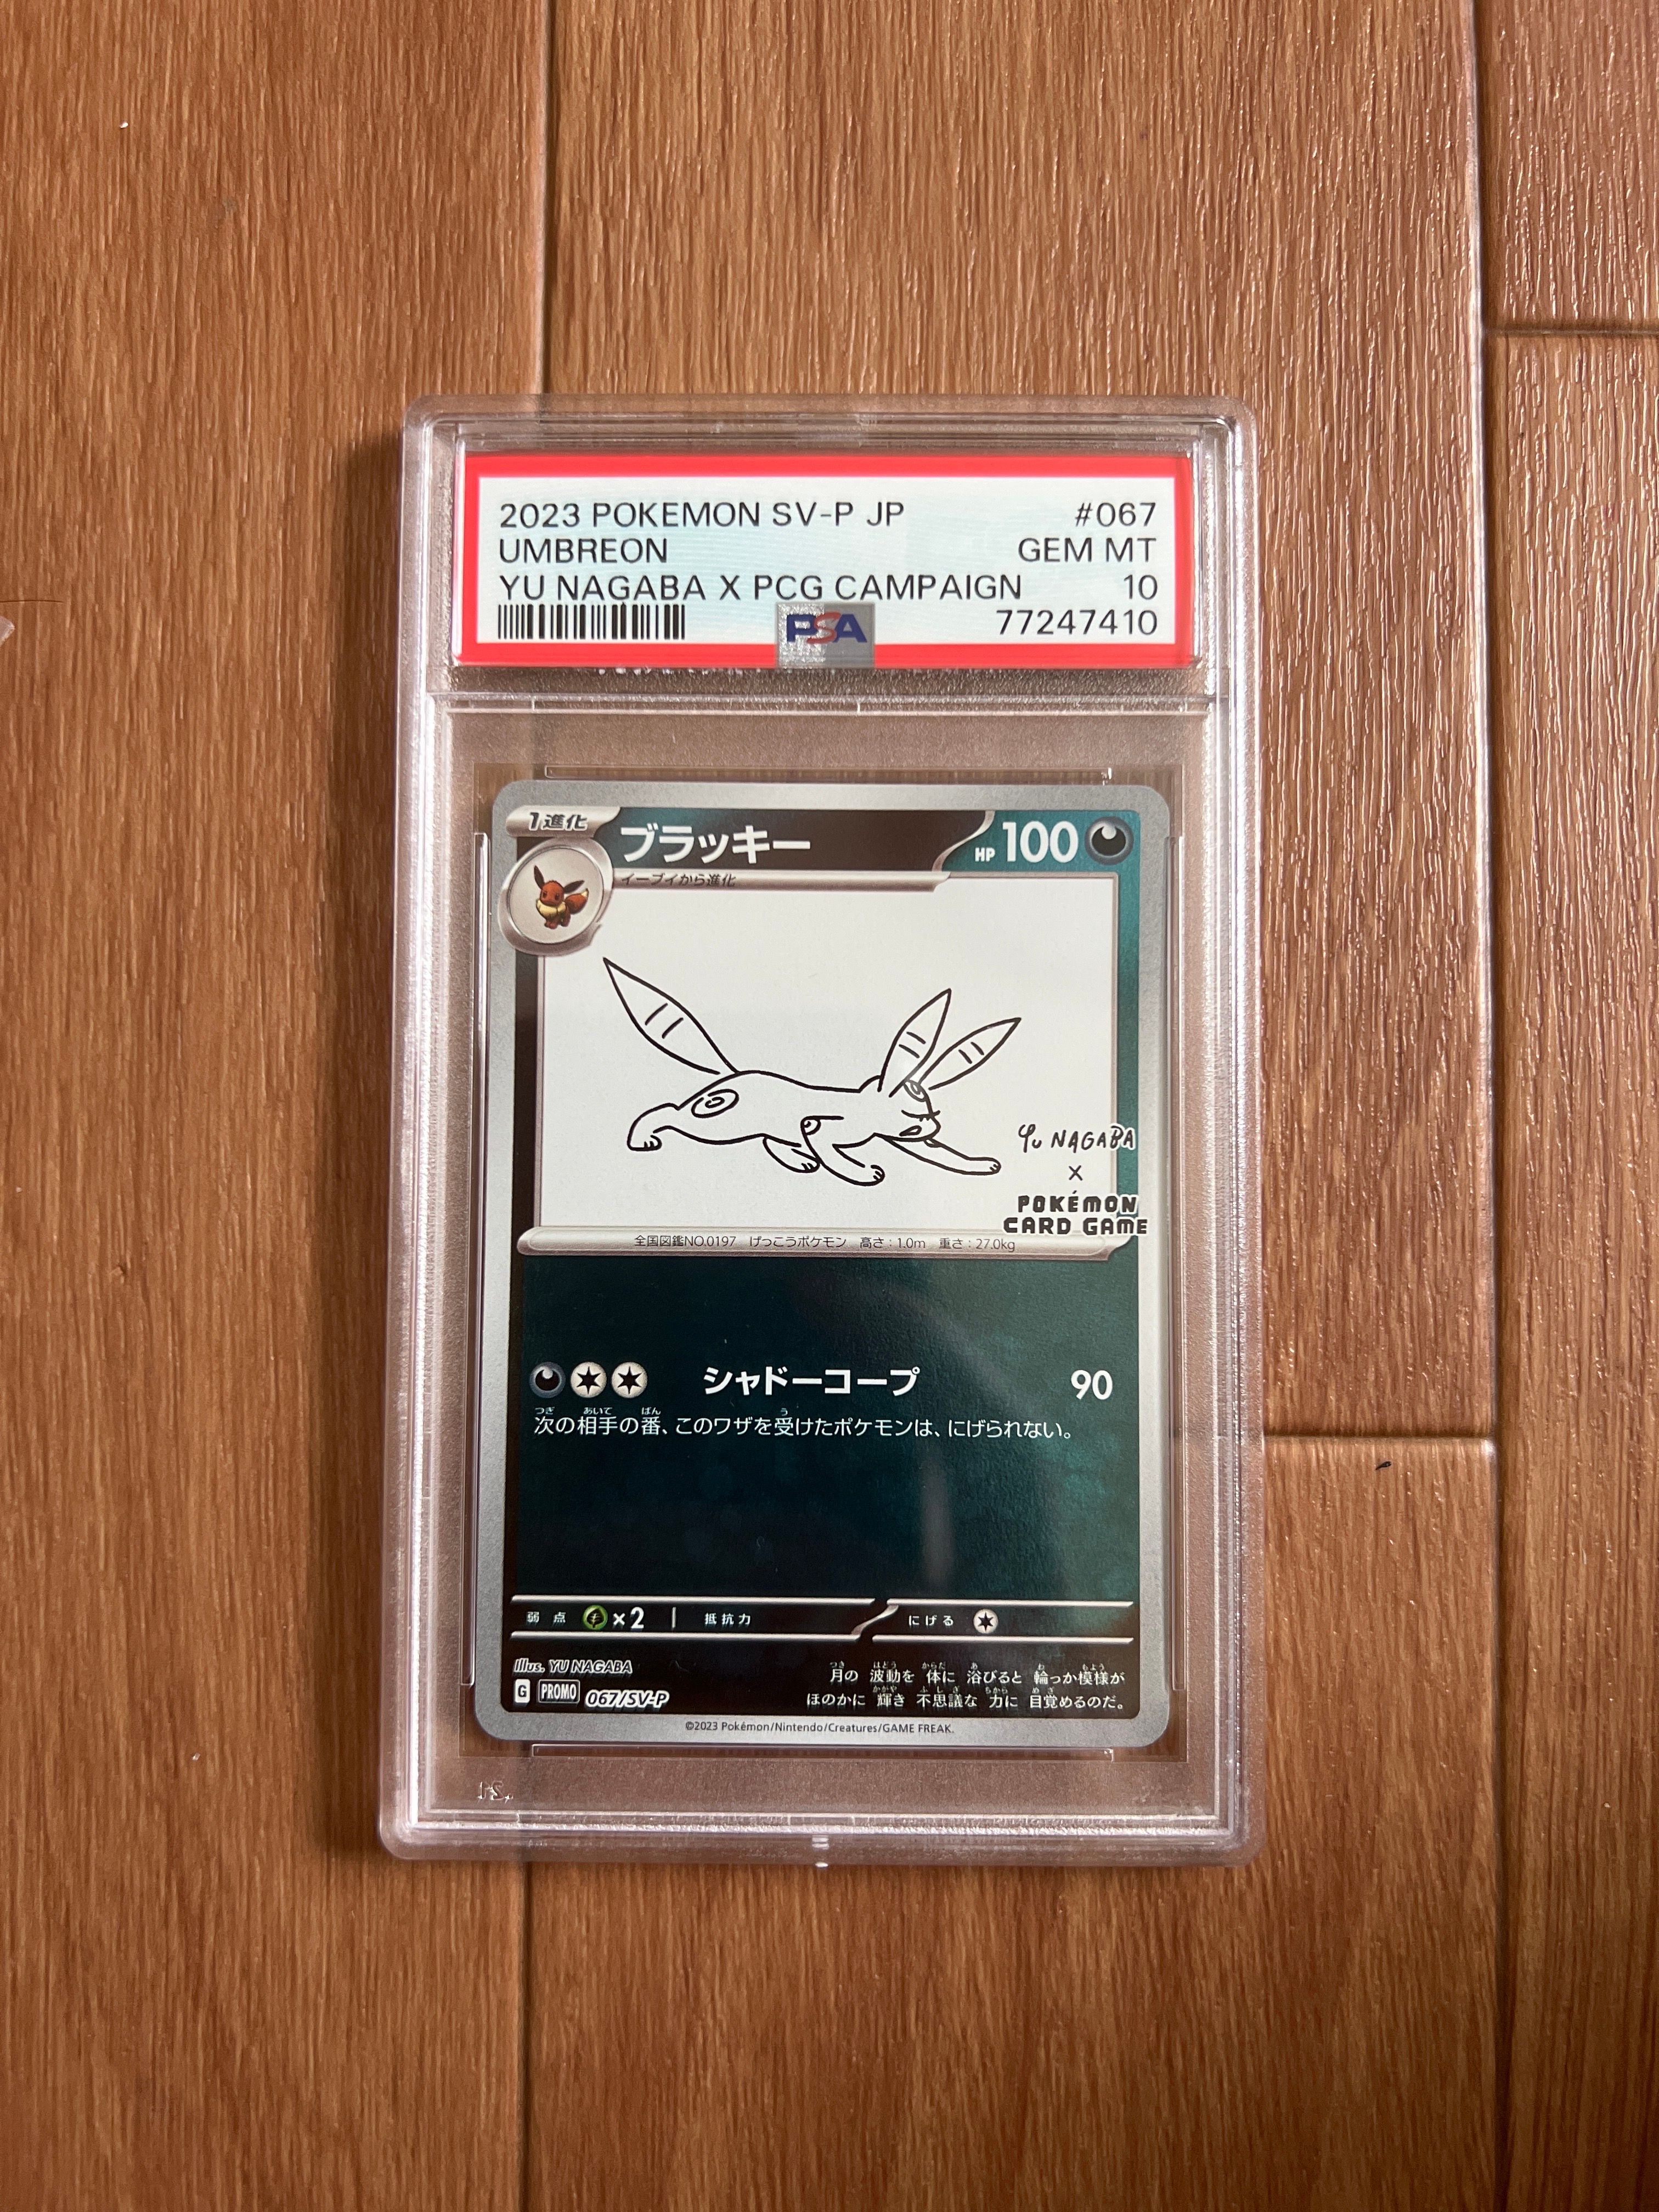 2023 POKEMON SV-P JP #067
UMBREON GEM MT
YU NAGABA X PCG CAMPAIGN 10
PSA 77247410
1進化
ブラッキー HP 100
イーブイから進化
YU NAGABA
X
POKÉMON
CARD GAME
全国図鑑NO.0197 げっこうポケモン 高さ:1.0m 重さ:27.0kg
シャドーコープ 90
次の相手の番、このワザを受けたポケモンは、にげられない。
弱点 ×2 抵抗力 にげる
Illus. YU NAGABA
G PROMO 067/SV-P
月の 波動を 体に 浴びると 輪っか模様が
ほのかに 輝き 不思議な 力に 目覚めるのだ。
©2023 Pokémon/Nintendo/Creatures/GAME FREAK.